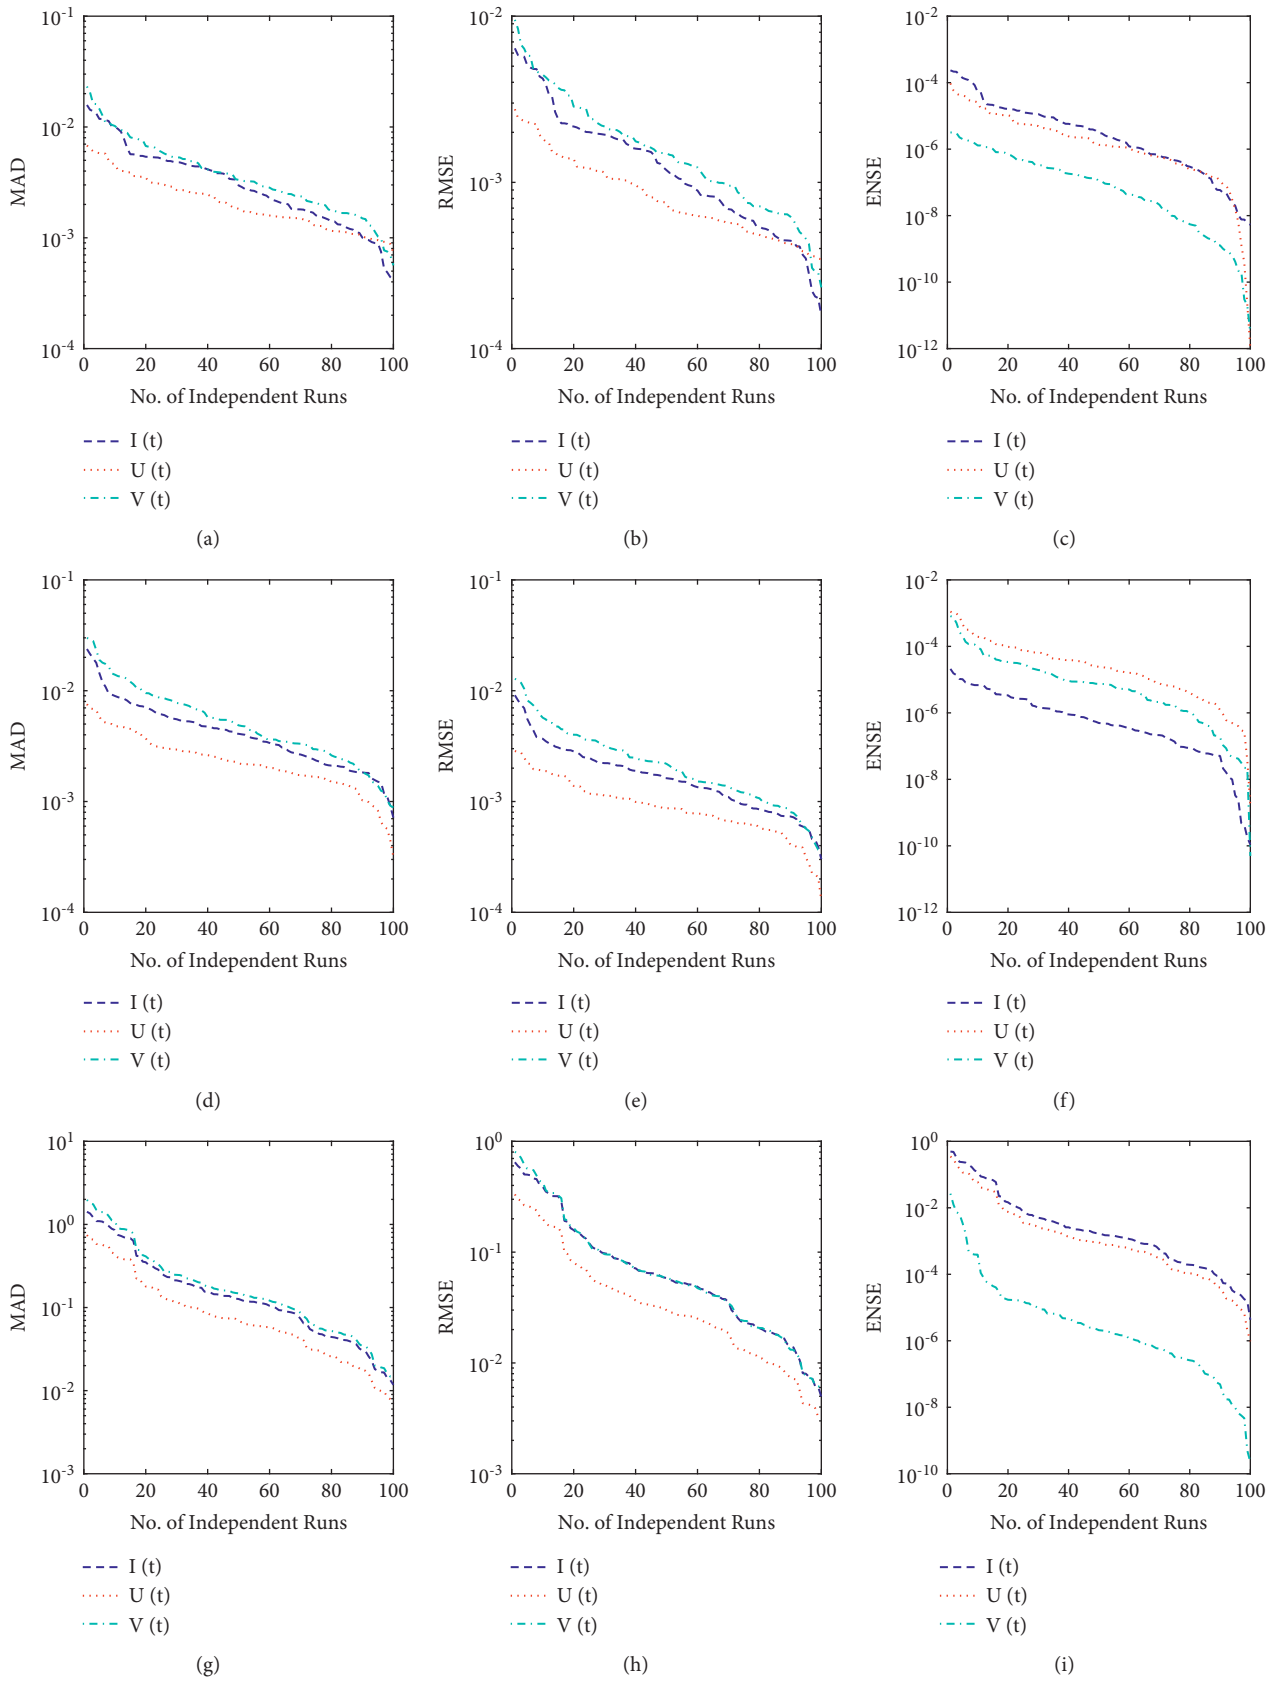 10-1
10-2
10-3
10-4
MAD
0 20 40 60 80 100
No. of Independent Runs
I (t)
U (t)
V (t)
(a)
10-2
10-3
10-4
RMSE
0 20 40 60 80 100
No. of Independent Runs
I (t)
U (t)
V (t)
(b)
10-2
10-4
10-6
10-8
10-10
10-12
ENSE
0 20 40 60 80 100
No. of Independent Runs
I (t)
U (t)
V (t)
(c)
10-1
10-2
10-3
10-4
MAD
0 20 40 60 80 100
No. of Independent Runs
I (t)
U (t)
V (t)
(d)
10-1
10-2
10-3
10-4
RMSE
0 20 40 60 80 100
No. of Independent Runs
I (t)
U (t)
V (t)
(e)
10-2
10-4
10-6
10-8
10-10
10-12
ENSE
0 20 40 60 80 100
No. of Independent Runs
I (t)
U (t)
V (t)
(f)
101
100
10-1
10-2
10-3
MAD
0 20 40 60 80 100
No. of Independent Runs
I (t)
U (t)
V (t)
(g)
100
10-1
10-2
10-3
RMSE
0 20 40 60 80 100
No. of Independent Runs
I (t)
U (t)
V (t)
(h)
100
10-2
10-4
10-6
10-8
10-10
ENSE
0 20 40 60 80 100
No. of Independent Runs
I (t)
U (t)
V (t)
(i)